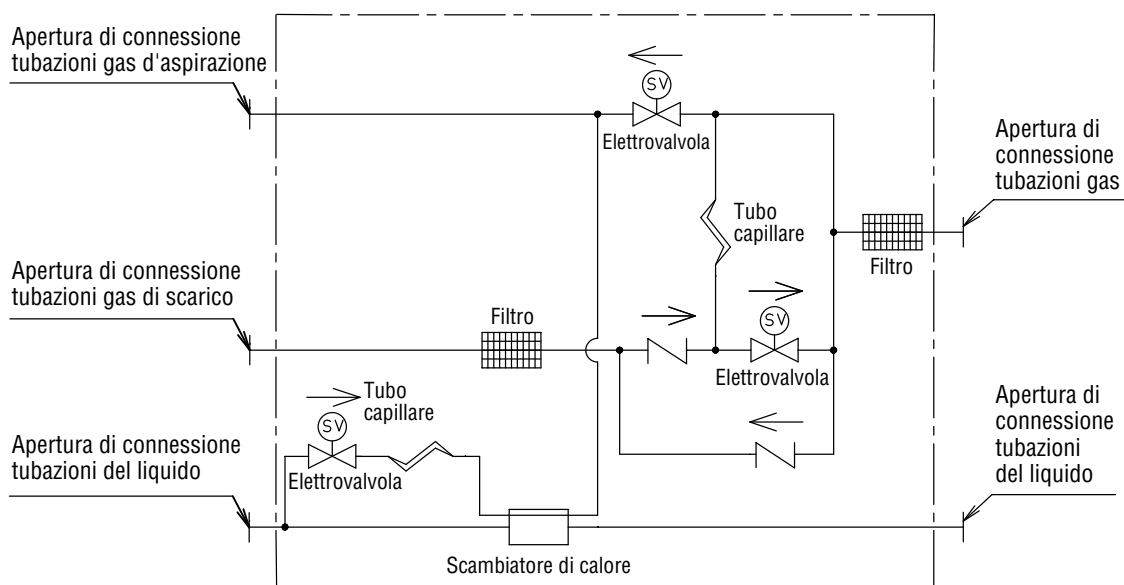 Apertura di connessione
tubazioni gas d'aspirazione
SV
Elettrovalvola
Apertura di
connessione
tubazioni gas
Tubo
capillare
Filtro
Apertura di connessione
tubazioni gas di scarico
Filtro
SV
Elettrovalvola
Tubo
capillare
SV
Elettrovalvola
Apertura di connessione
tubazioni del liquido
Apertura di
connessione
tubazioni
del liquido
Scambiatore di calore